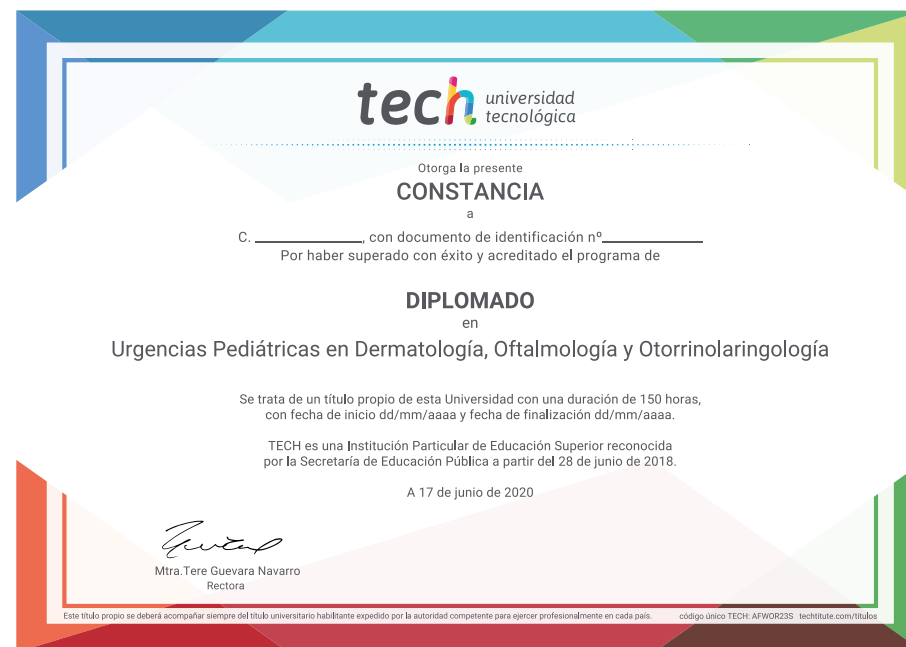 tech universidad
tecnológica
Otorga la presente
CONSTANCIA
a
C. ____________, con documento de identificación nº____________
Por haber superado con éxito y acreditado el programa de
DIPLOMADO
en
Urgencias Pediátricas en Dermatología, Oftalmología y Otorrinolaringología
Se trata de un título propio de esta Universidad con una duración de 150 horas,
con fecha de inicio dd/mm/aaaa y fecha de finalización dd/mm/aaaa.
TECH es una Institución Particular de Educación Superior reconocida
por la Secretaría de Educación Pública a partir del 28 de junio de 2018.
A 17 de junio de 2020
Mtra.Tere Guevara Navarro
Rectora
Este título propio se deberá acompañar siempre del título universitario habilitante expedido por la autoridad competente para ejercer profesionalmente en cada país. código único TECH: AFWOR23S techtitute.com/titulos